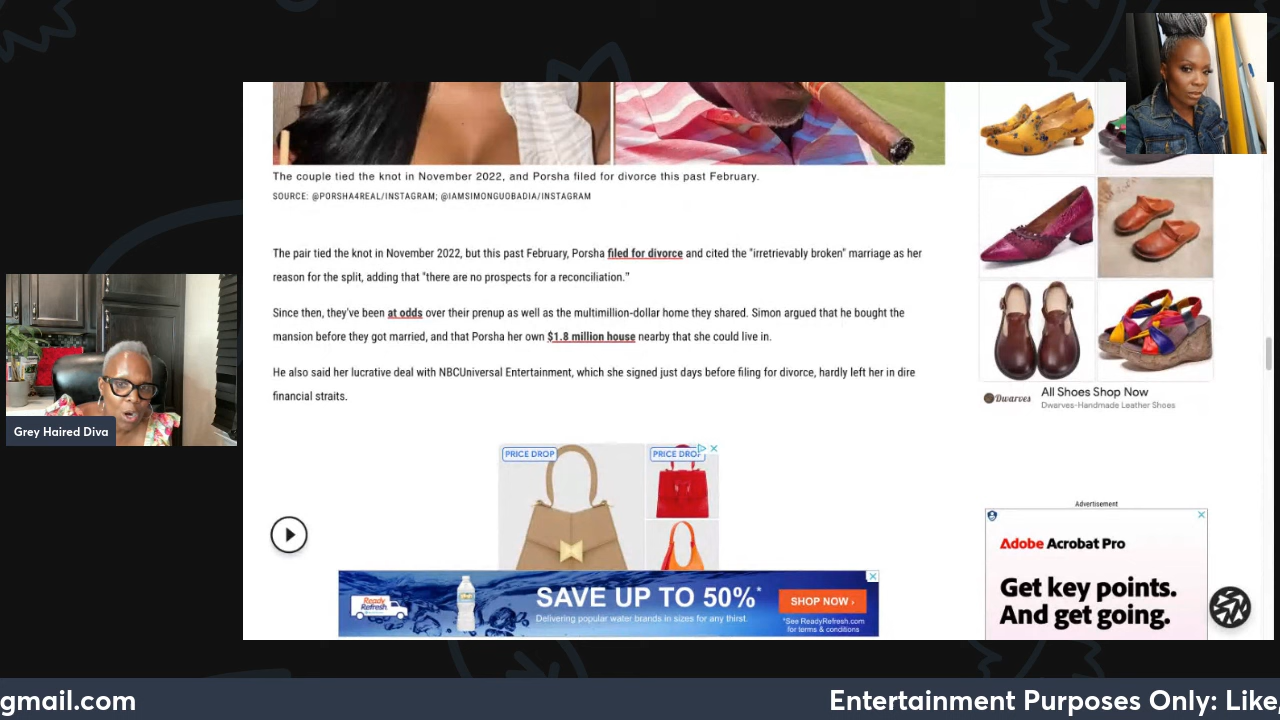 The couple tied the knot in November 2022, and Porsha filed for divorce this past February.
SOURCE: @PORSHA4REAL/INSTAGRAM; @IAMSIMONGUOBADIA/INSTAGRAM
The pair tied the knot in November 2022, but this past February, Porsha filed for divorce and cited the "irretrievably broken" marriage as her
reason for the split, adding that "there are no prospects for a reconciliation."
Since then, they've been at odds over their prenup as well as the multimillion-dollar home they shared. Simon argued that he bought the
mansion before they got married, and that Porsha her own $1.8 million house nearby that she could live in.
He also said her lucrative deal with NBCUniversal Entertainment, which she signed just days before filing for divorce, hardly left her in dire
financial straits.
Grey Haired Diva
PRICE DROP
PRICE DROP
Ready
Refresh
SAVE UP TO 50%*
Delivering popular water brands in sizes for any thirst.
SHOP NOW ›
*See ReadyRefresh.com
for terms & conditions
Dwarves
All Shoes Shop Now
Dwarves-Handmade Leather Shoes
Advertisement
Adobe Acrobat Pro
Get key points.
And get going.
gmail.com
Entertainment Purposes Only: Like,